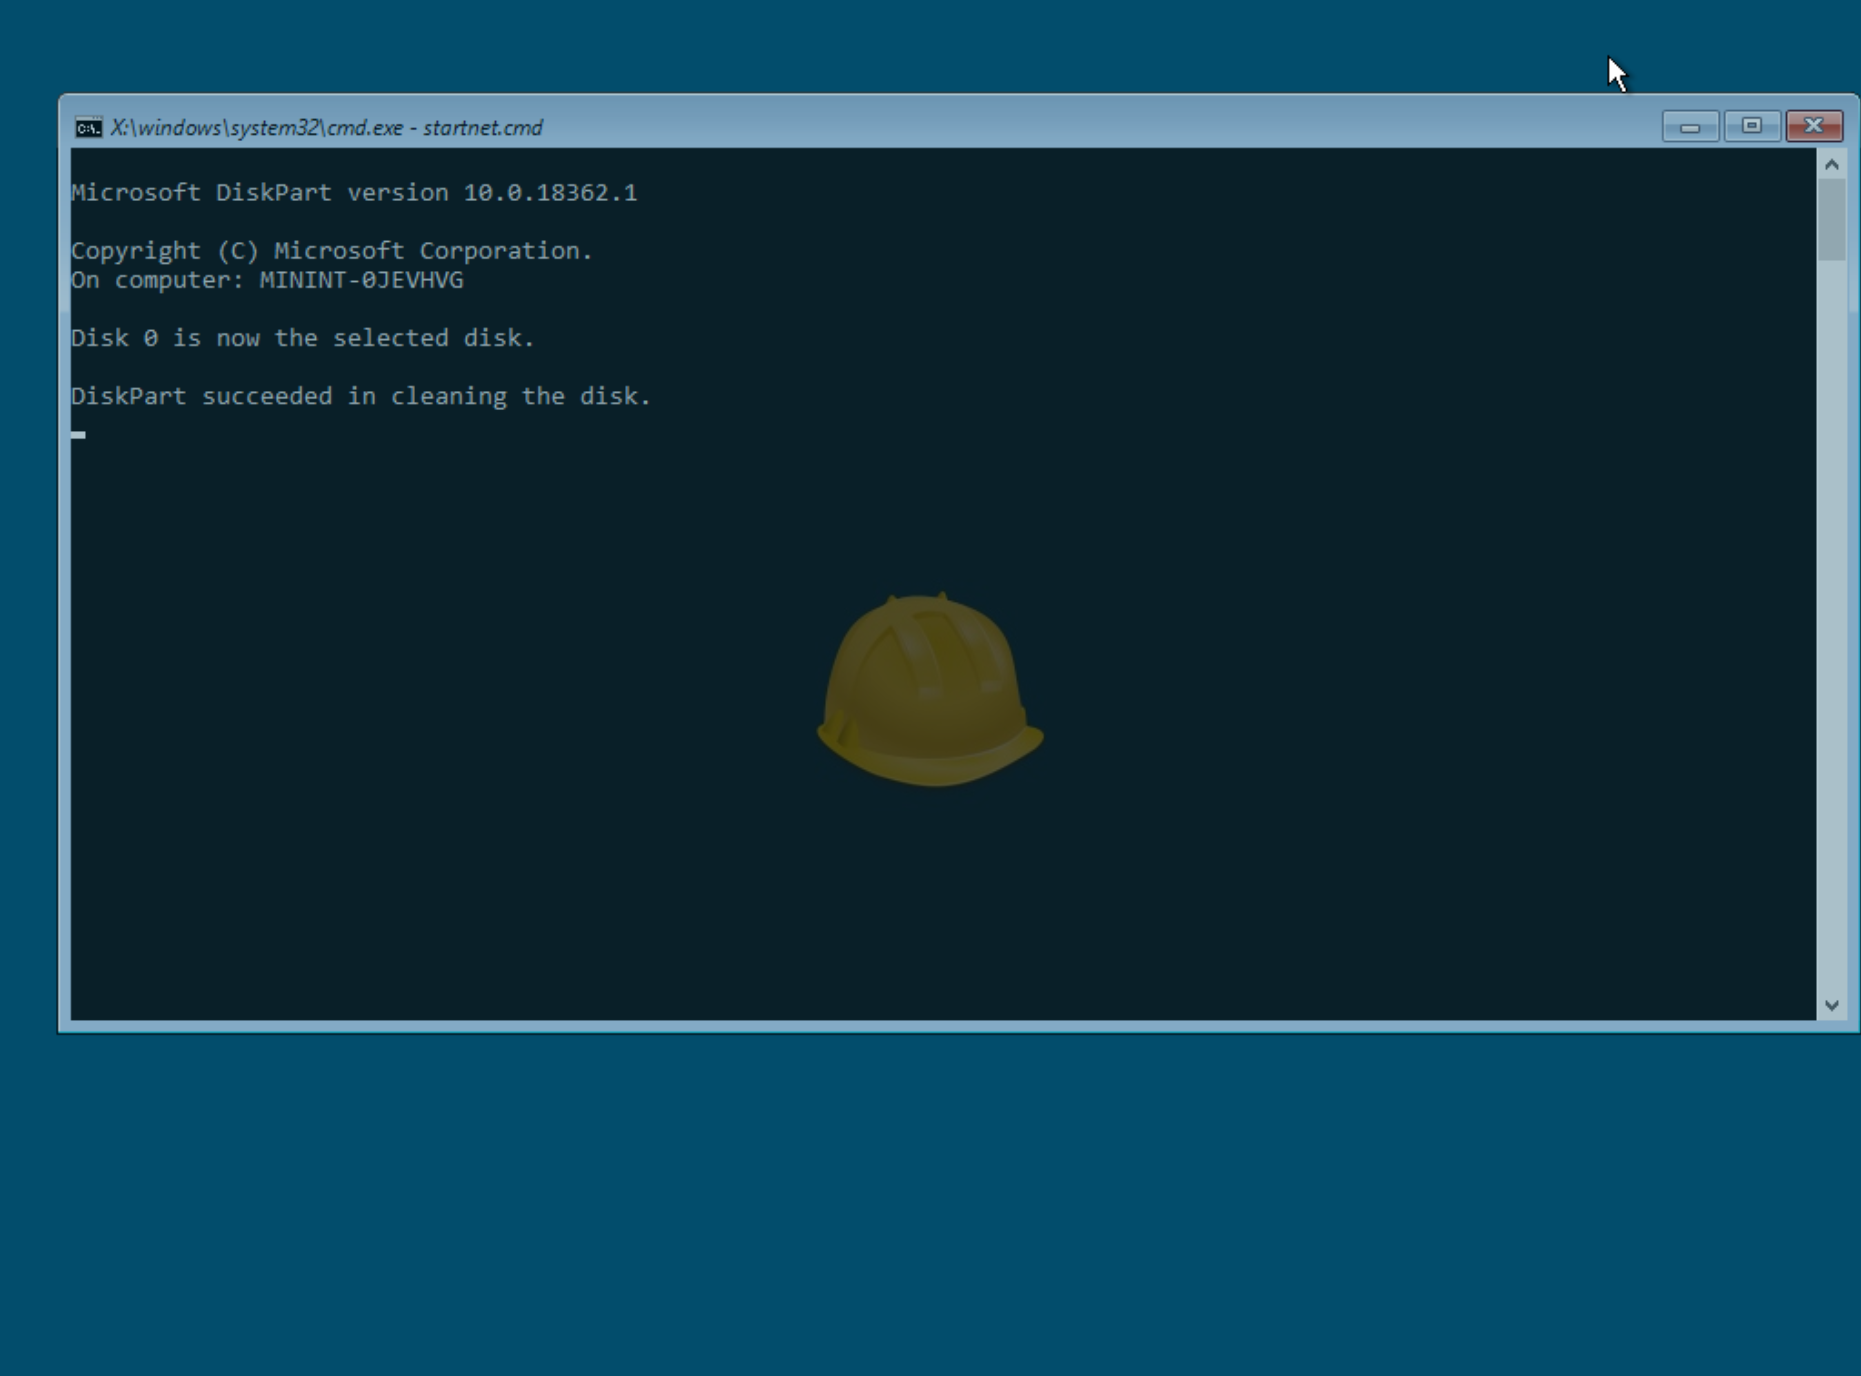 X:\windows\system32\cmd.exe - startnet.cmd
Microsoft DiskPart version 10.0.18362.1
Copyright (C) Microsoft Corporation.
On computer: MININT-0JEVHVG
Disk 0 is now the selected disk.
DiskPart succeeded in cleaning the disk.